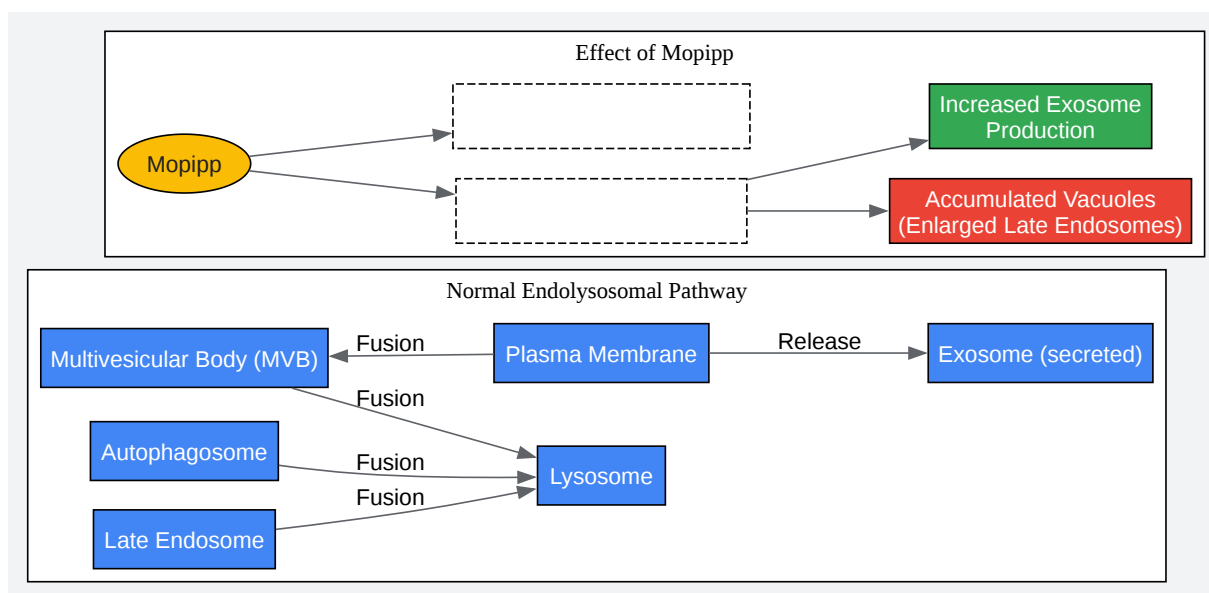 Effect of Mopipp
Mopipp
Increased Exosome
Production
Accumulated Vacuoles
(Enlarged Late Endosomes)
Normal Endolysosomal Pathway
Multivesicular Body (MVB)
Fusion
Plasma Membrane
Release
Exosome (secreted)
Fusion
Autophagosome
Fusion
Lysosome
Fusion
Late Endosome